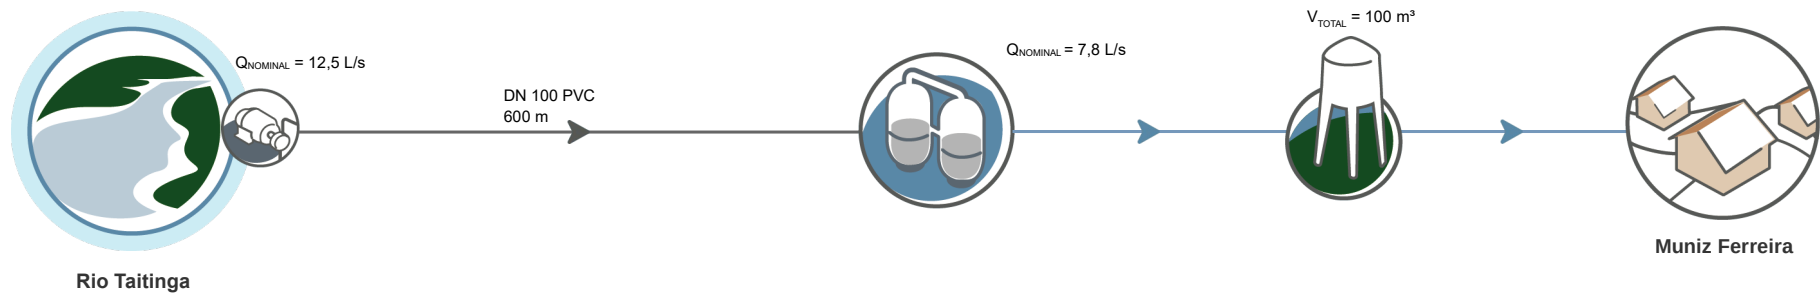 V_TOTAL = 100 m³
Q_NOMINAL = 7,8 L/s
Q_NOMINAL = 12,5 L/s
DN 100 PVC
600 m
Muniz Ferreira
Rio Taitinga